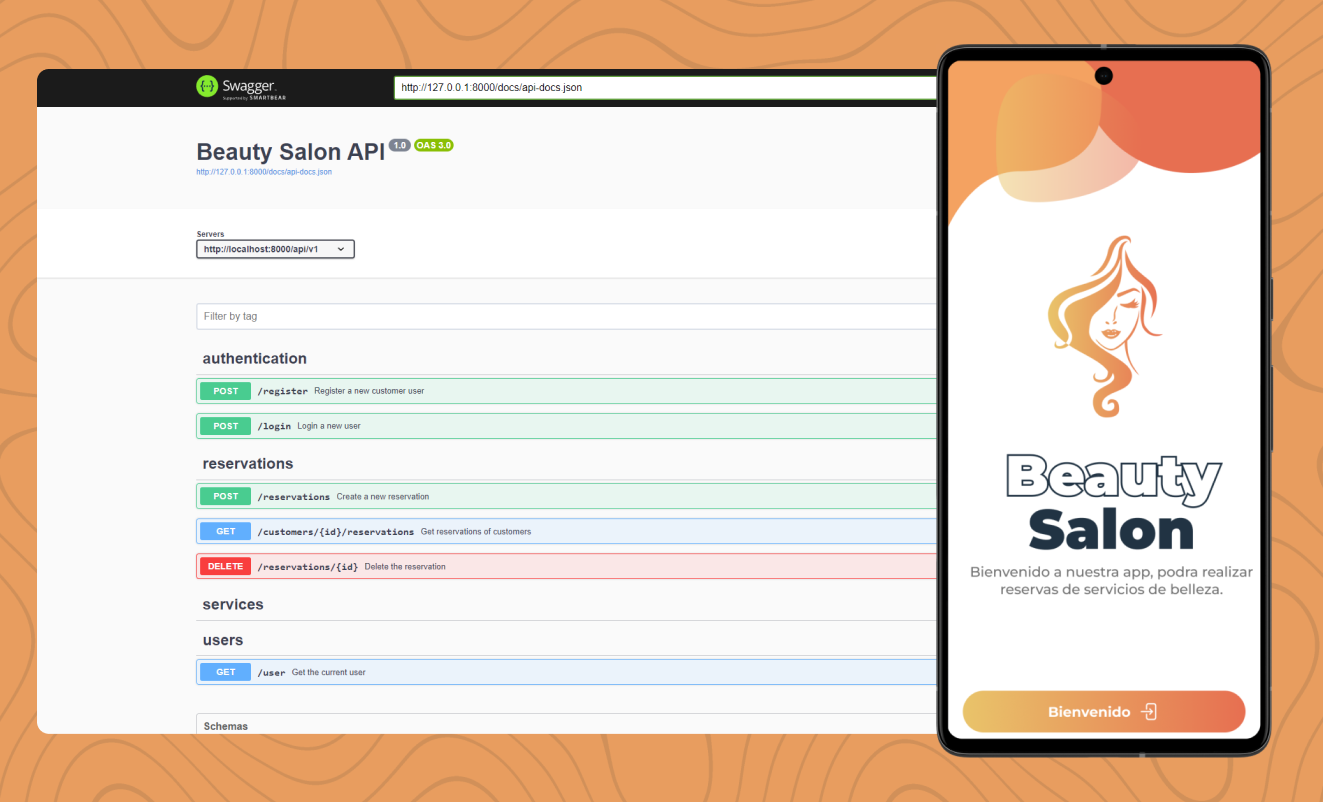 Swagger.
Supported by SMARTBEAR
http://127.0.0.1:8000/docs/api-docs.json
Beauty Salon API 1.0 OAS 3.0
http://127.0.0.1:8000/docs/api-docs.json
Servers
http://localhost:8000/api/v1
Filter by tag
authentication
POST /register Register a new customer user
POST /login Login a new user
reservations
POST /reservations Create a new reservation
GET /customers/{id}/reservations Get reservations of customers
DELETE /reservations/{id} Delete the reservation
services
users
GET /user Get the current user
Schemas
Beauty
Salon
Bienvenido a nuestra app, podra realizar
reservas de servicios de belleza.
Bienvenido